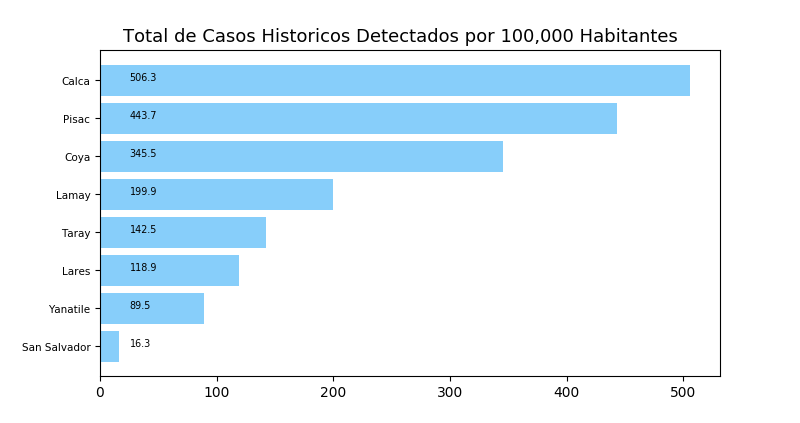 Total de Casos Historicos Detectados por 100,000 Habitantes
Calca 506.3
Pisac 443.7
Coya 345.5
Lamay 199.9
Taray 142.5
Lares 118.9
Yanatile 89.5
San Salvador 16.3
0 100 200 300 400 500